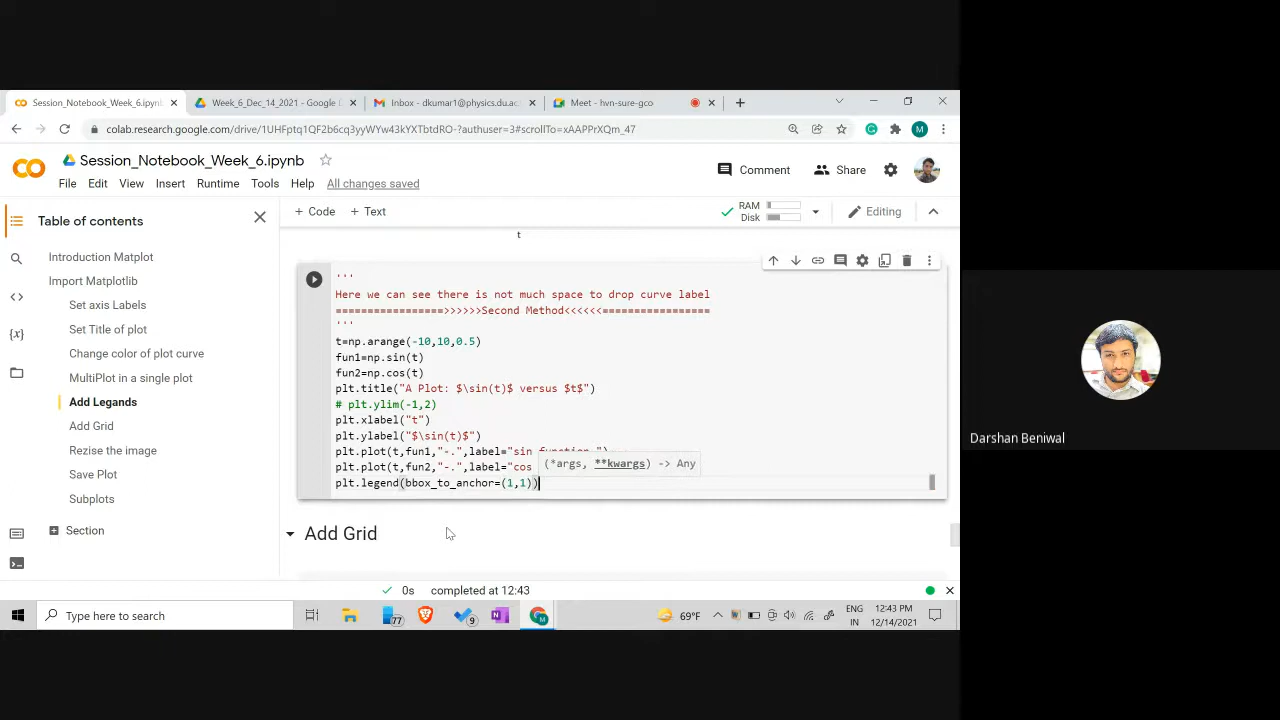 Session_Notebook_Week_6.ipynb
Week_6_Dec_14_2021 - Google
Inbox - dkumar1@physics.du.ac.
Meet - hvn-sure-gco
colab.research.google.com/drive/1UHFptq1QF2b6cq3yyWYw43kYXTbtdRO-?authuser=3#scrollTo=xAAPPrXQm_47
M
Session_Notebook_Week_6.ipynb
Comment
Share
File Edit View Insert Runtime Tools Help All changes saved
Table of contents
+ Code + Text
RAM
Disk
Editing
Introduction Matplot
Import Matplotlib
Set axis Labels
Set Title of plot
Change color of plot curve
MultiPlot in a single plot
Add Legands
Add Grid
Rezise the image
Save Plot
Subplots
Section
t
'''
Here we can see there is not much space to drop curve label
=================>>>>>>Second Method<<<<<<=================
'''
t=np.arange(-10,10,0.5)
fun1=np.sin(t)
fun2=np.cos(t)
plt.title("A Plot: $\sin(t)$ versus $t$")
# plt.ylim(-1,2)
plt.xlabel("t")
plt.ylabel("$\sin(t)$")
plt.plot(t,fun1,"-.",label="sin function ")
plt.plot(t,fun2,"-.",label="cos
(*args, **kwargs) -> Any
plt.legend(bbox_to_anchor=(1,1))
Add Grid
0s completed at 12:43
Type here to search
77
9
69°F
ENG
IN
12:43 PM
12/14/2021
Darshan Beniwal